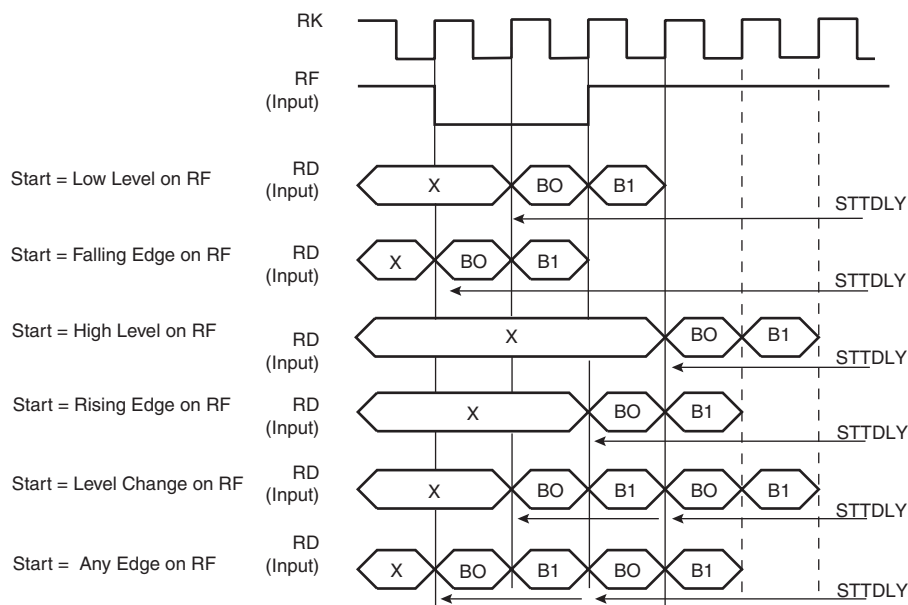 RK
RF
(Input)
Start = Low Level on RF
RD
(Input)
X
BO
B1
STTDLY
Start = Falling Edge on RF
RD
(Input)
X
BO
B1
STTDLY
Start = High Level on RF
RD
(Input)
X
BO
B1
STTDLY
Start = Rising Edge on RF
RD
(Input)
X
BO
B1
STTDLY
Start = Level Change on RF
RD
(Input)
X
BO
B1
BO
B1
STTDLY
Start = Any Edge on RF
RD
(Input)
X
BO
B1
BO
B1
STTDLY